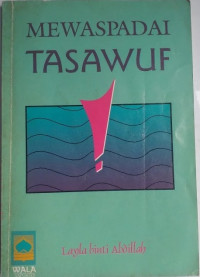 MEWASPADAI
TASAWUF
!
Layla binti Abdillah
WALA